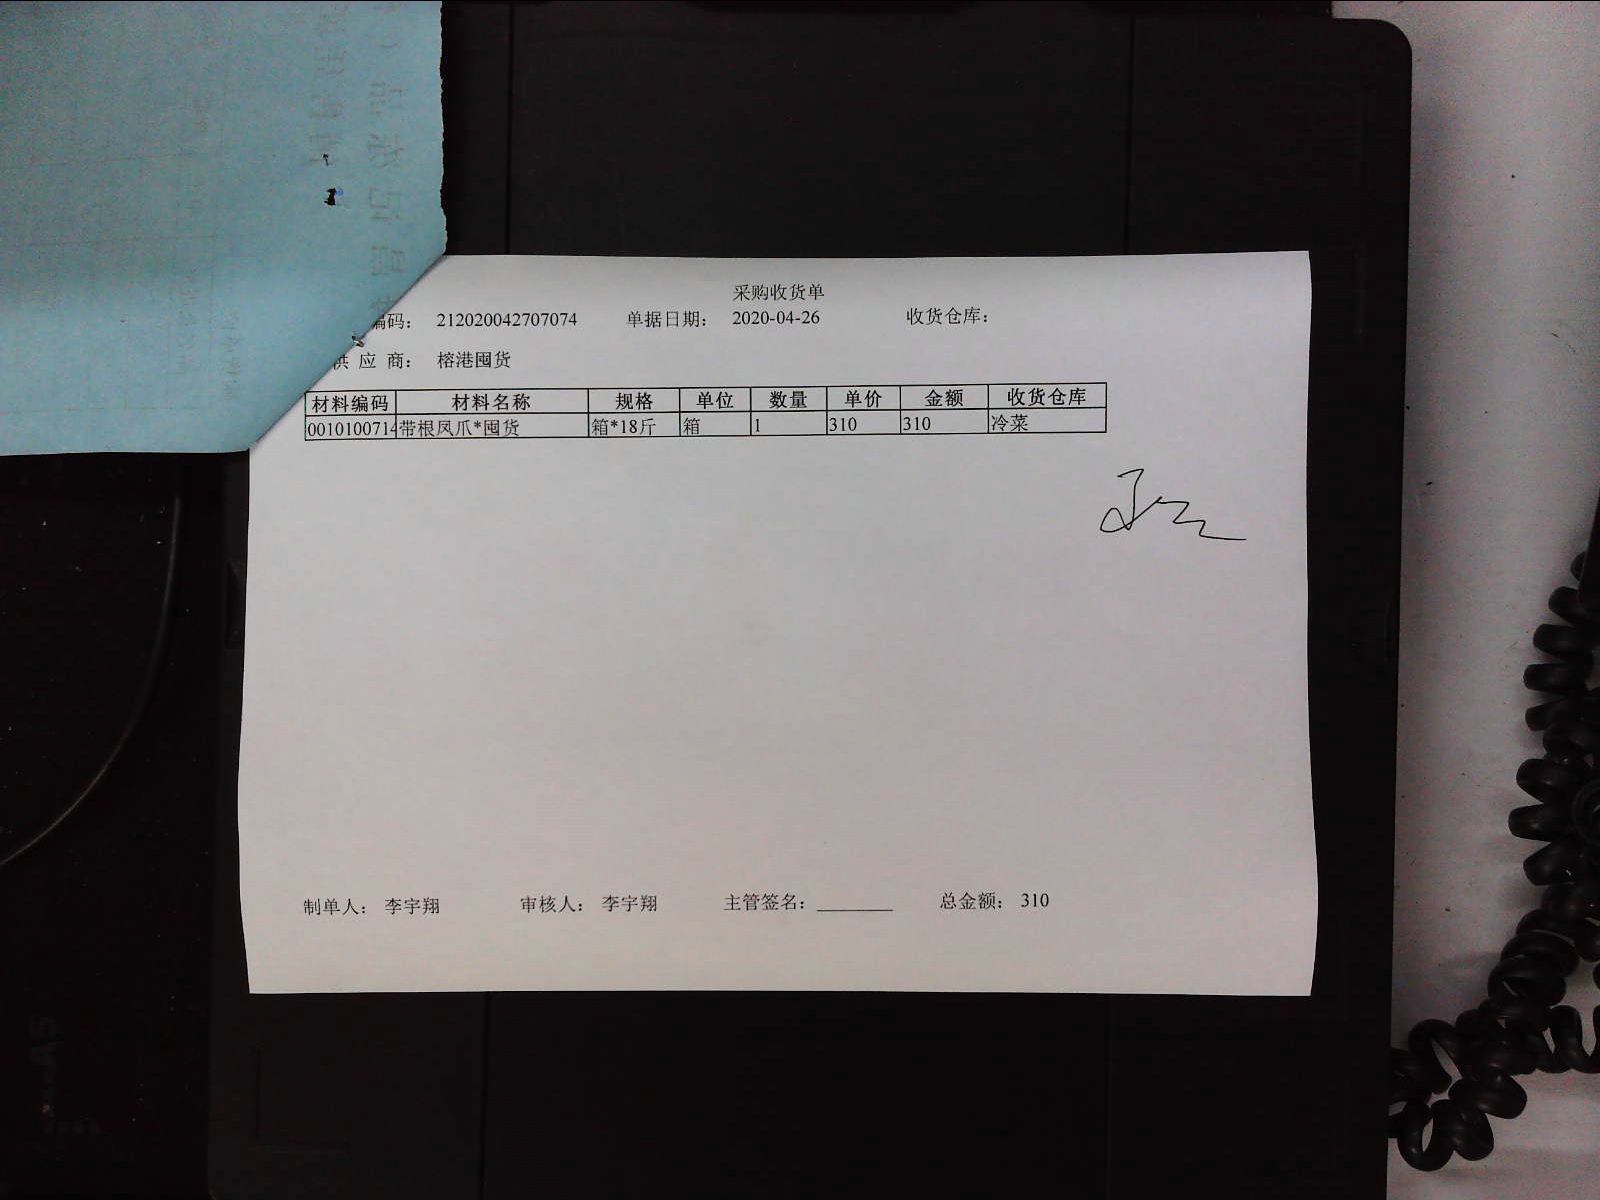 采购收货单
编码： 212020042707074 单据日期： 2020-04-26 收货仓库：
供 应 商： 榕港囤货
材料编码 材料名称 规格 单位 数量 单价 金额 收货仓库
0010100714 带根凤爪*囤货 箱*18斤 箱 1 310 310 冷菜
制单人： 李宇翔 审核人： 李宇翔 主管签名： 总金额： 310